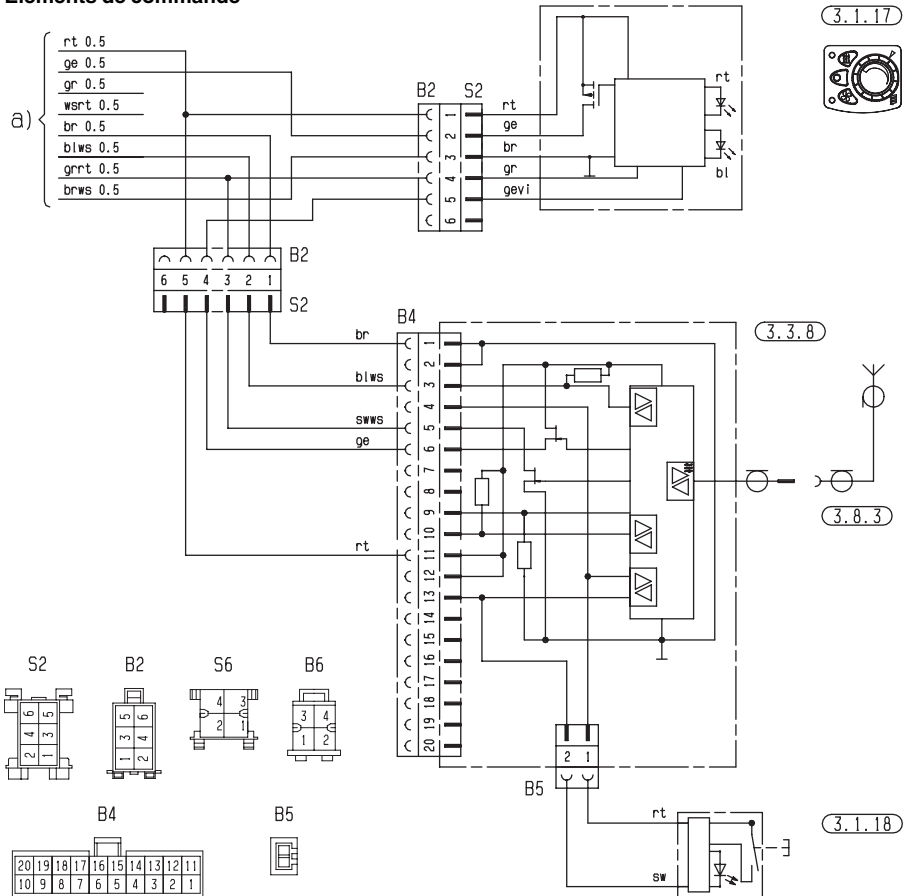 Eléments de commande
3.1.17
rt 0.5
ge 0.5
gr 0.5
wsrt 0.5
br 0.5
blws 0.5
grrt 0.5
brws 0.5
a)
B2 S2
1
2
3
4
5
6
rt
ge
br
gr
gevi
rt
bl
B2
6 5 4 3 2 1
S2
B4
br
blws
swws
ge
rt
1
2
3
4
5
6
7
8
9
10
11
12
13
14
15
16
17
18
19
20
3.3.8
3.8.3
S2 B2 S6 B6
6 5
4 3
2 1
5 6
3 4
1 2
4 3
2 1
3 4
1 2
2 1
B5
rt
sw
3.1.18
B4 B5
20 19 18 17 16 15 14 13 12 11
10 9 8 7 6 5 4 3 2 1